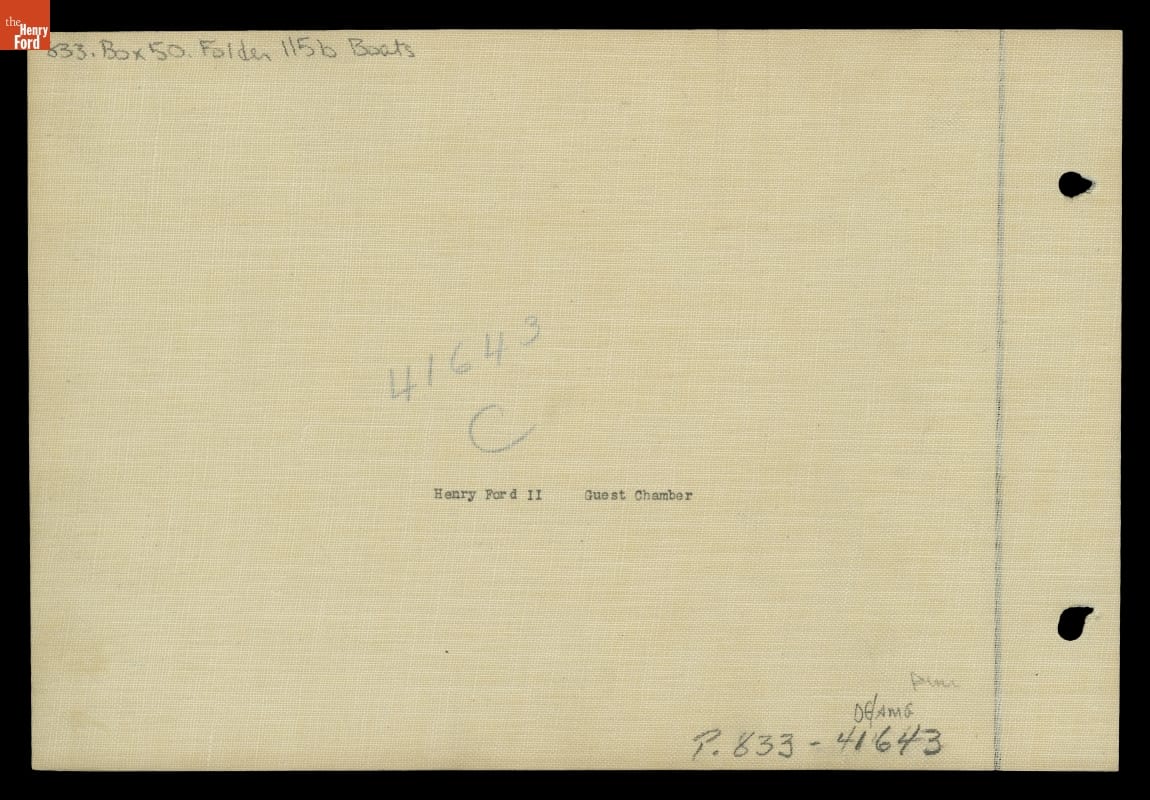 the
Henry
Ford
833. Box 50. Folder 115b Boats
41643
C
Henry Ford II Guest Chamber
P. 833 - 41643